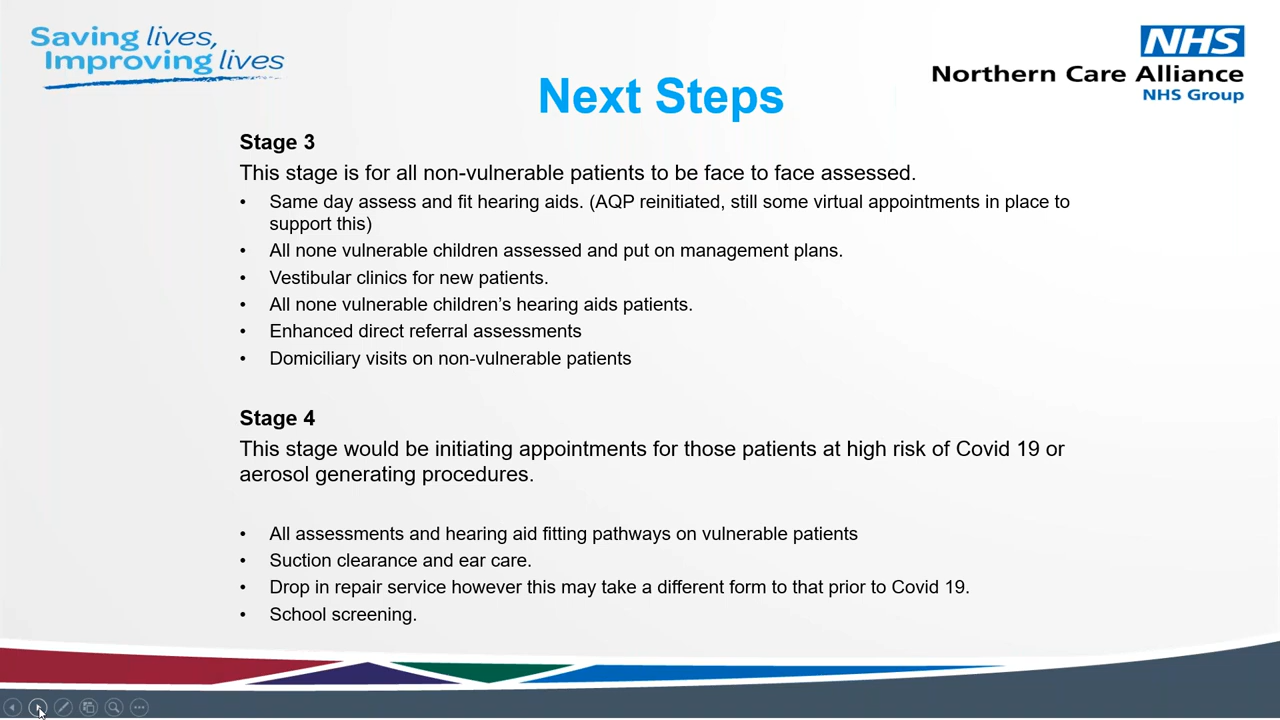 Saving lives,
Improving lives
NHS
Northern Care Alliance
NHS Group
Next Steps
Stage 3
This stage is for all non-vulnerable patients to be face to face assessed.
• Same day assess and fit hearing aids. (AQP reinitiated, still some virtual appointments in place to
support this)
• All none vulnerable children assessed and put on management plans.
• Vestibular clinics for new patients.
• All none vulnerable children’s hearing aids patients.
• Enhanced direct referral assessments
• Domiciliary visits on non-vulnerable patients
Stage 4
This stage would be initiating appointments for those patients at high risk of Covid 19 or
aerosol generating procedures.
• All assessments and hearing aid fitting pathways on vulnerable patients
• Suction clearance and ear care.
• Drop in repair service however this may take a different form to that prior to Covid 19.
• School screening.